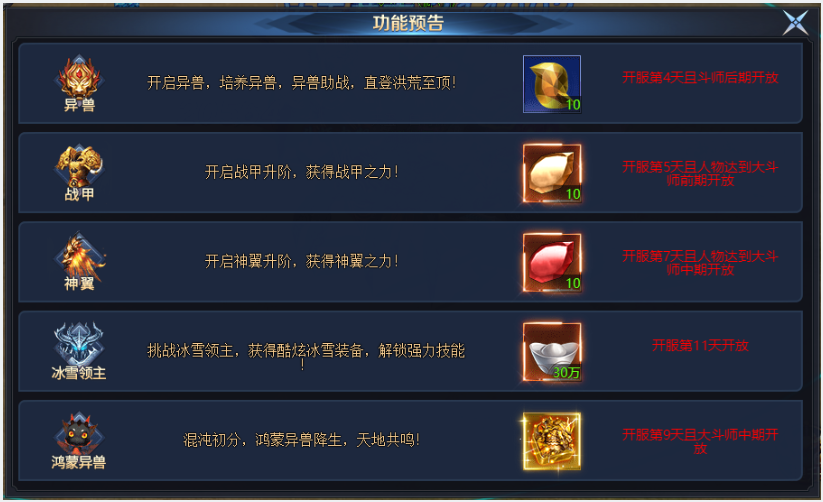 功能预告
异兽
开启异兽，培养异兽，异兽助战，直登洪荒至顶！
10
开服第4天且斗师后期开放
战甲
开启战甲升阶，获得战甲之力！
10
开服第5天且人物达到大斗
师前期开放
神翼
开启神翼升阶，获得神翼之力！
10
开服第7天且人物达到大斗
师中期开放
冰雪领主
挑战冰雪领主，获得酷炫冰雪装备，解锁强力技能
！
30万
开服第11天开放
鸿蒙异兽
混沌初分，鸿蒙异兽降生，天地共鸣！
开服第9天且大斗师中期开
放